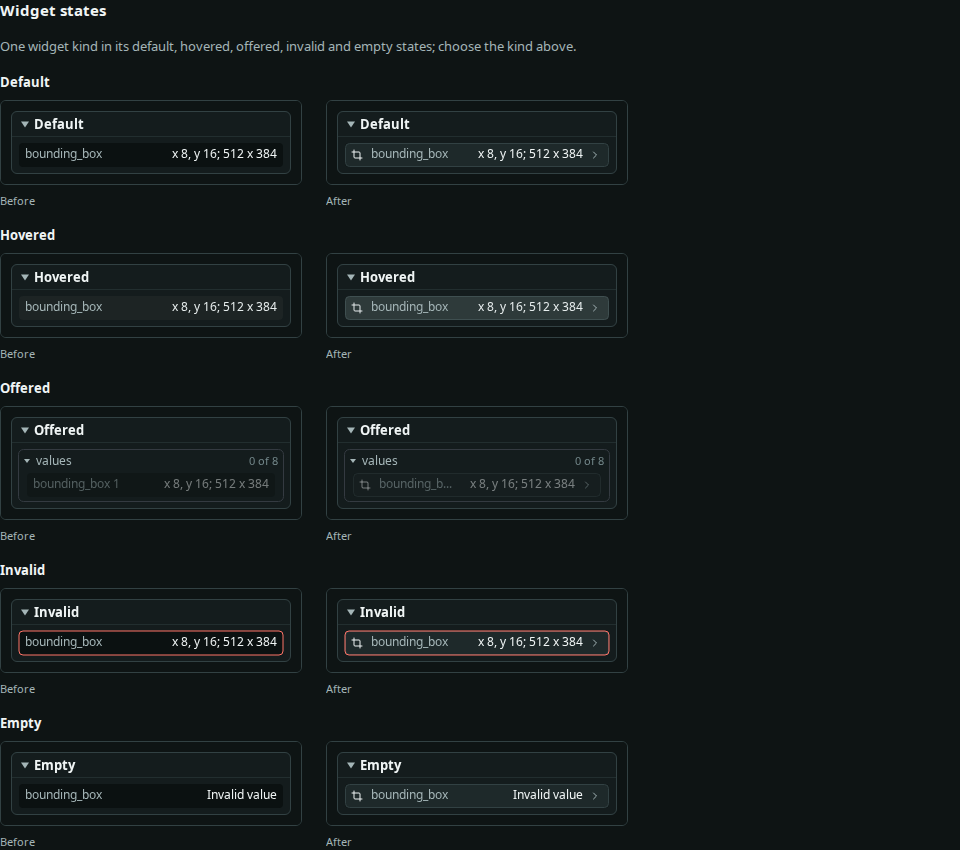 Widget states
One widget kind in its default, hovered, offered, invalid and empty states; choose the kind above.
Default
Default
bounding_box x 8, y 16; 512 x 384
Before
Default
bounding_box x 8, y 16; 512 x 384
After
Hovered
Hovered
bounding_box x 8, y 16; 512 x 384
Before
Hovered
bounding_box x 8, y 16; 512 x 384
After
Offered
Offered
values 0 of 8
bounding_box 1 x 8, y 16; 512 x 384
Before
Offered
values 0 of 8
bounding_b... x 8, y 16; 512 x 384
After
Invalid
Invalid
bounding_box x 8, y 16; 512 x 384
Before
Invalid
bounding_box x 8, y 16; 512 x 384
After
Empty
Empty
bounding_box Invalid value
Before
Empty
bounding_box Invalid value
After